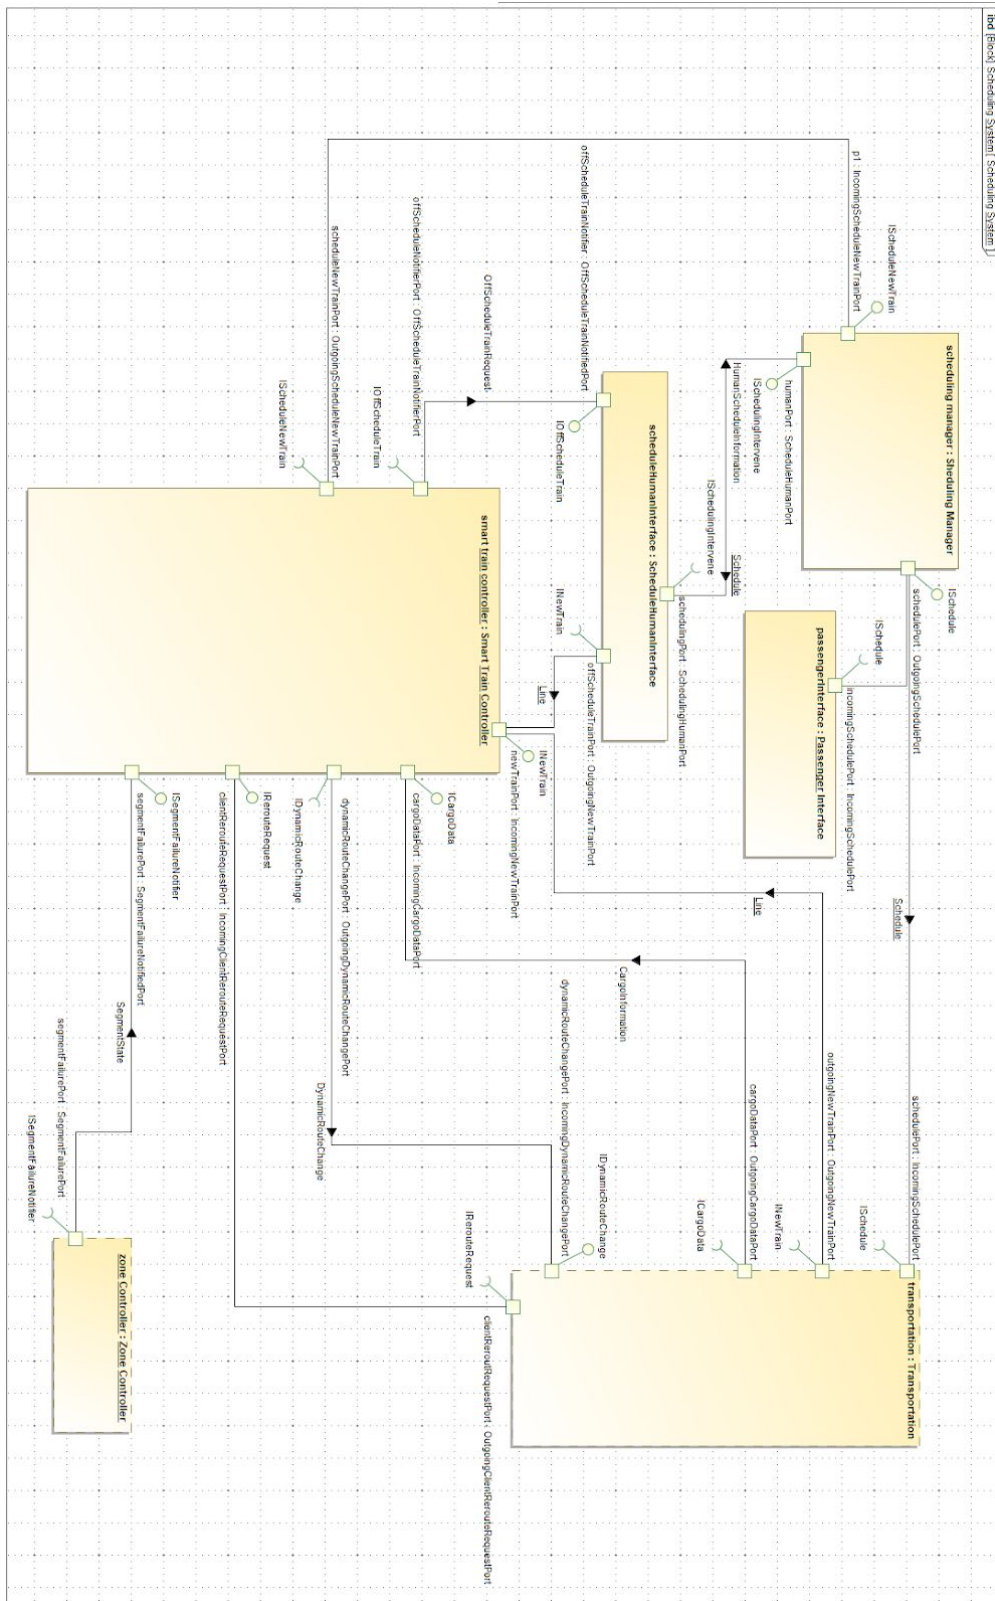 ibd [Block] Scheduling System[ Scheduling System ]
IScheduleNewTrain
p1 : IncomingScheduleNewTrainPort
scheduling manager : Sheduling Manager
ISchedule
schedulePort : OutgoingSchedulePort
Schedule
schedulePort : IncomingSchedulePort
ISchedule
transportation : Transportation
humanPort : ScheduleHumanPort
ISchedulingIntervene
HumanScheduleInformation
Schedule
ISchedule
incomingSchedulePort : IncomingSchedulePort
passengerInterface : Passenger Interface
ISchedulingIntervene
schedulingPort : SchedulingHumanPort
scheduleHumanInterface : ScheduleHumanInterface
offScheduleTrainNotifier : OffScheduleTrainNotifiedPort
IOffScheduleTrain
INewTrain
offScheduleTrainPort : OutgoingNewTrainPort
Line
Line
outgoingNewTrainPort : OutgoingNewTrainPort
INewTrain
cargoDataPort : OutgoingCargoDataPort
ICargoData
CargoInformation
dynamicRouteChangePort : IncomingDynamicRouteChangePort
IDynamicRouteChange
OffScheduleTrainRequest
offScheduleNotifierPort : OffScheduleTrainNotifierPort
IOffScheduleTrain
scheduleNewTrainPort : OutgoingScheduleNewTrainPort
IScheduleNewTrain
smart train controller : Smart Train Controller
INewTrain
newTrainPort : IncomingNewTrainPort
ICargoData
cargoDataPort : IncomingCargoDataPort
dynamicRouteChangePort : OutgoingDynamicRouteChangePort
IDynamicRouteChange
DynamicRouteChange
IRerouteRequest
clientReroutRequestPort : OutgoingClientRerouteRequestPort
IRerouteRequest
clientRerouteRequestPort : IncomingClientRerouteRequestPort
ISegmentFailureNotifier
segmentFailurePort : SegmentFailureNotifiedPort
SegmentState
segmentFailurePort : SegmentFailurePort
ISegmentFailureNotifier
zone Controller : Zone Controller